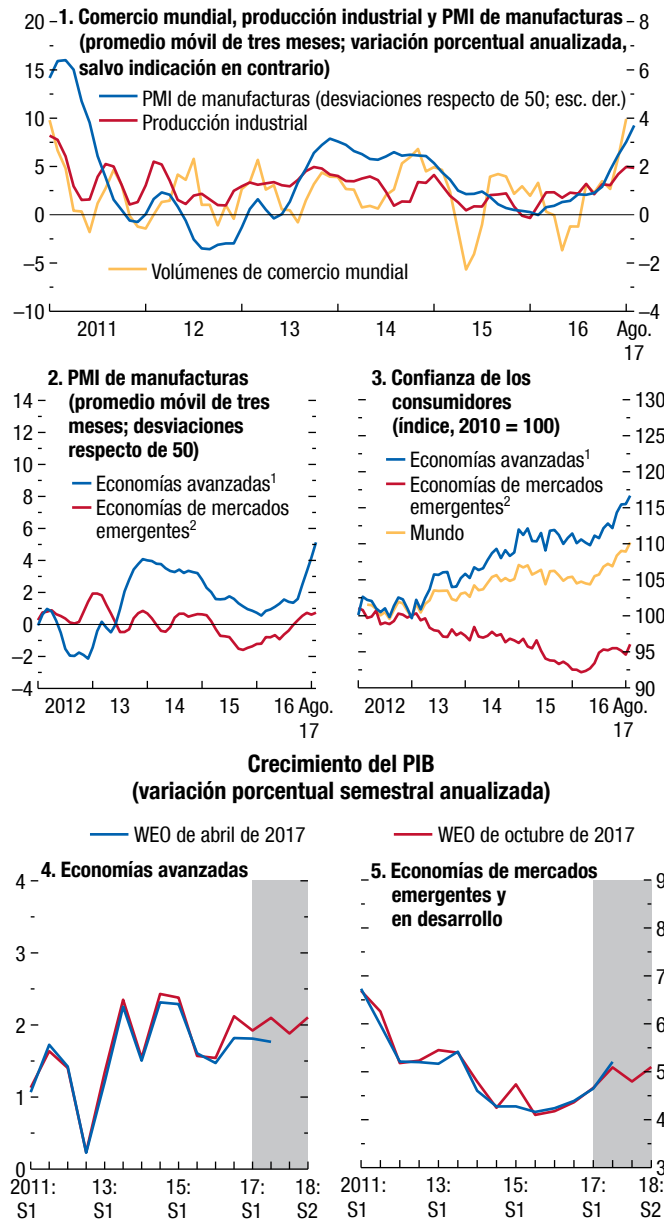 1. Comercio mundial, producción industrial y PMI de manufacturas
(promedio móvil de tres meses; variación porcentual anualizada,
salvo indicación en contrario)
PMI de manufacturas (desviaciones respecto de 50; esc. der.)
Producción industrial
Volúmenes de comercio mundial
20
15
10
5
0
–5
–10
8
6
4
2
0
–2
–4
2011 12 13 14 15 16 Ago.
17
2. PMI de manufacturas
(promedio móvil de tres
meses; desviaciones
respecto de 50)
Economías avanzadas¹
Economías de mercados
emergentes²
14
12
10
8
6
4
2
0
–2
–4
2012 13 14 15 16 Ago.
17
3. Confianza de los
consumidores
(índice, 2010 = 100)
Economías avanzadas¹
Economías de mercados
emergentes²
Mundo
130
125
120
115
110
105
100
95
90
2012 13 14 15 16 Ago.
17
Crecimiento del PIB
(variación porcentual semestral anualizada)
WEO de abril de 2017
WEO de octubre de 2017
4. Economías avanzadas
4
3
2
1
0
2011: 13: 15: 17: 18:
S1 S1 S1 S1 S2
5. Economías de mercados
emergentes y
en desarrollo
9
8
7
6
5
4
3
2011: 13: 15: 17: 18:
S1 S1 S1 S1 S2